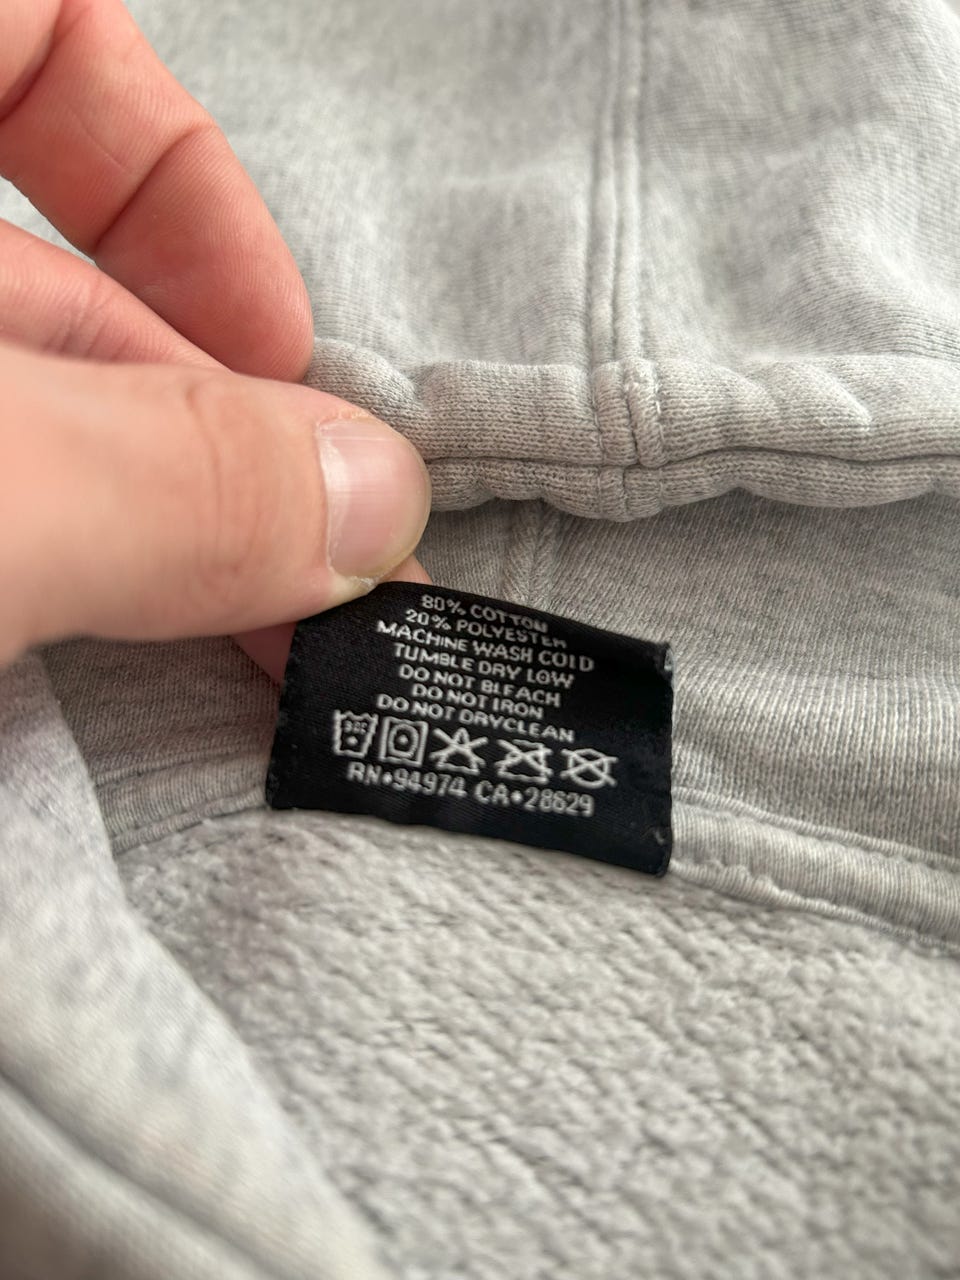 80% COTTON
20% POLYESTER
MACHINE WASH COLD
TUMBLE DRY LOW
DO NOT BLEACH
DO NOT IRON
DO NOT DRYCLEAN
RN•94974 CA•28629